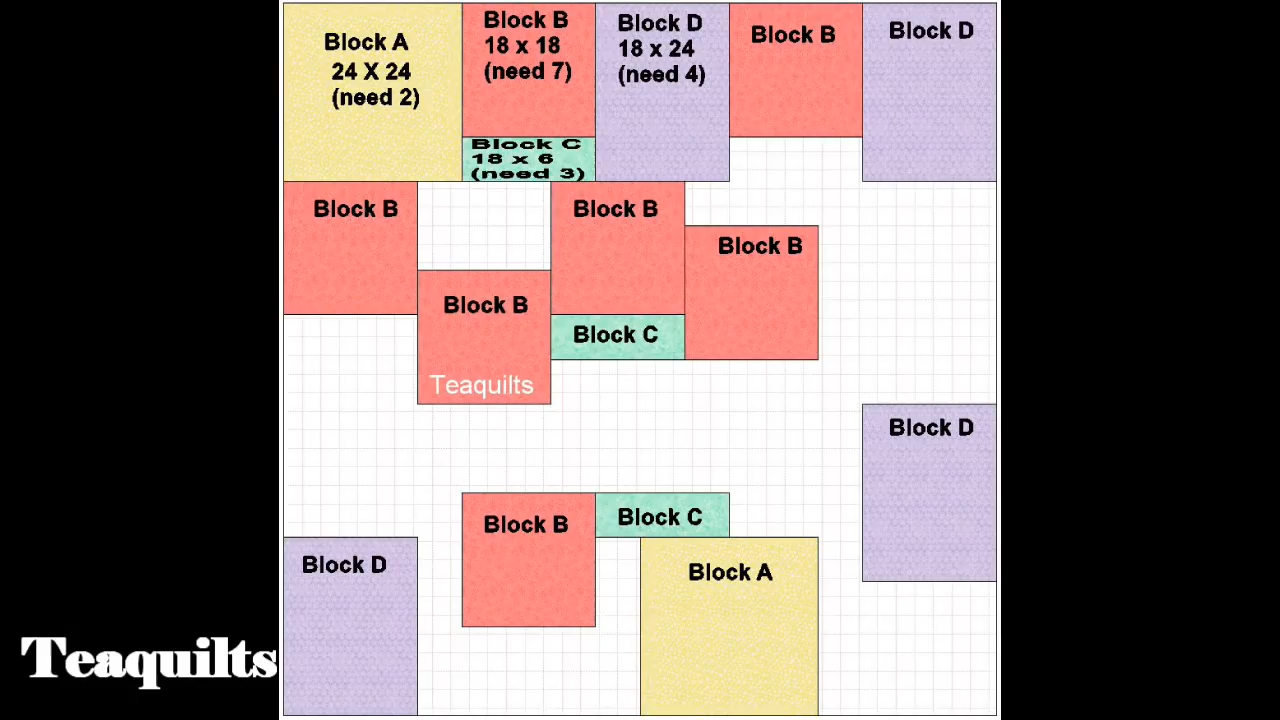 Block A
24 X 24
(need 2)
Block B
18 x 18
(need 7)
Block C
18 x 6
(need 3)
Block D
18 x 24
(need 4)
Block B
Block D
Block B
Block B
Block B
Block B
Teaquilts
Block C
Block D
Block B
Block C
Block D
Block A
Teaquilts